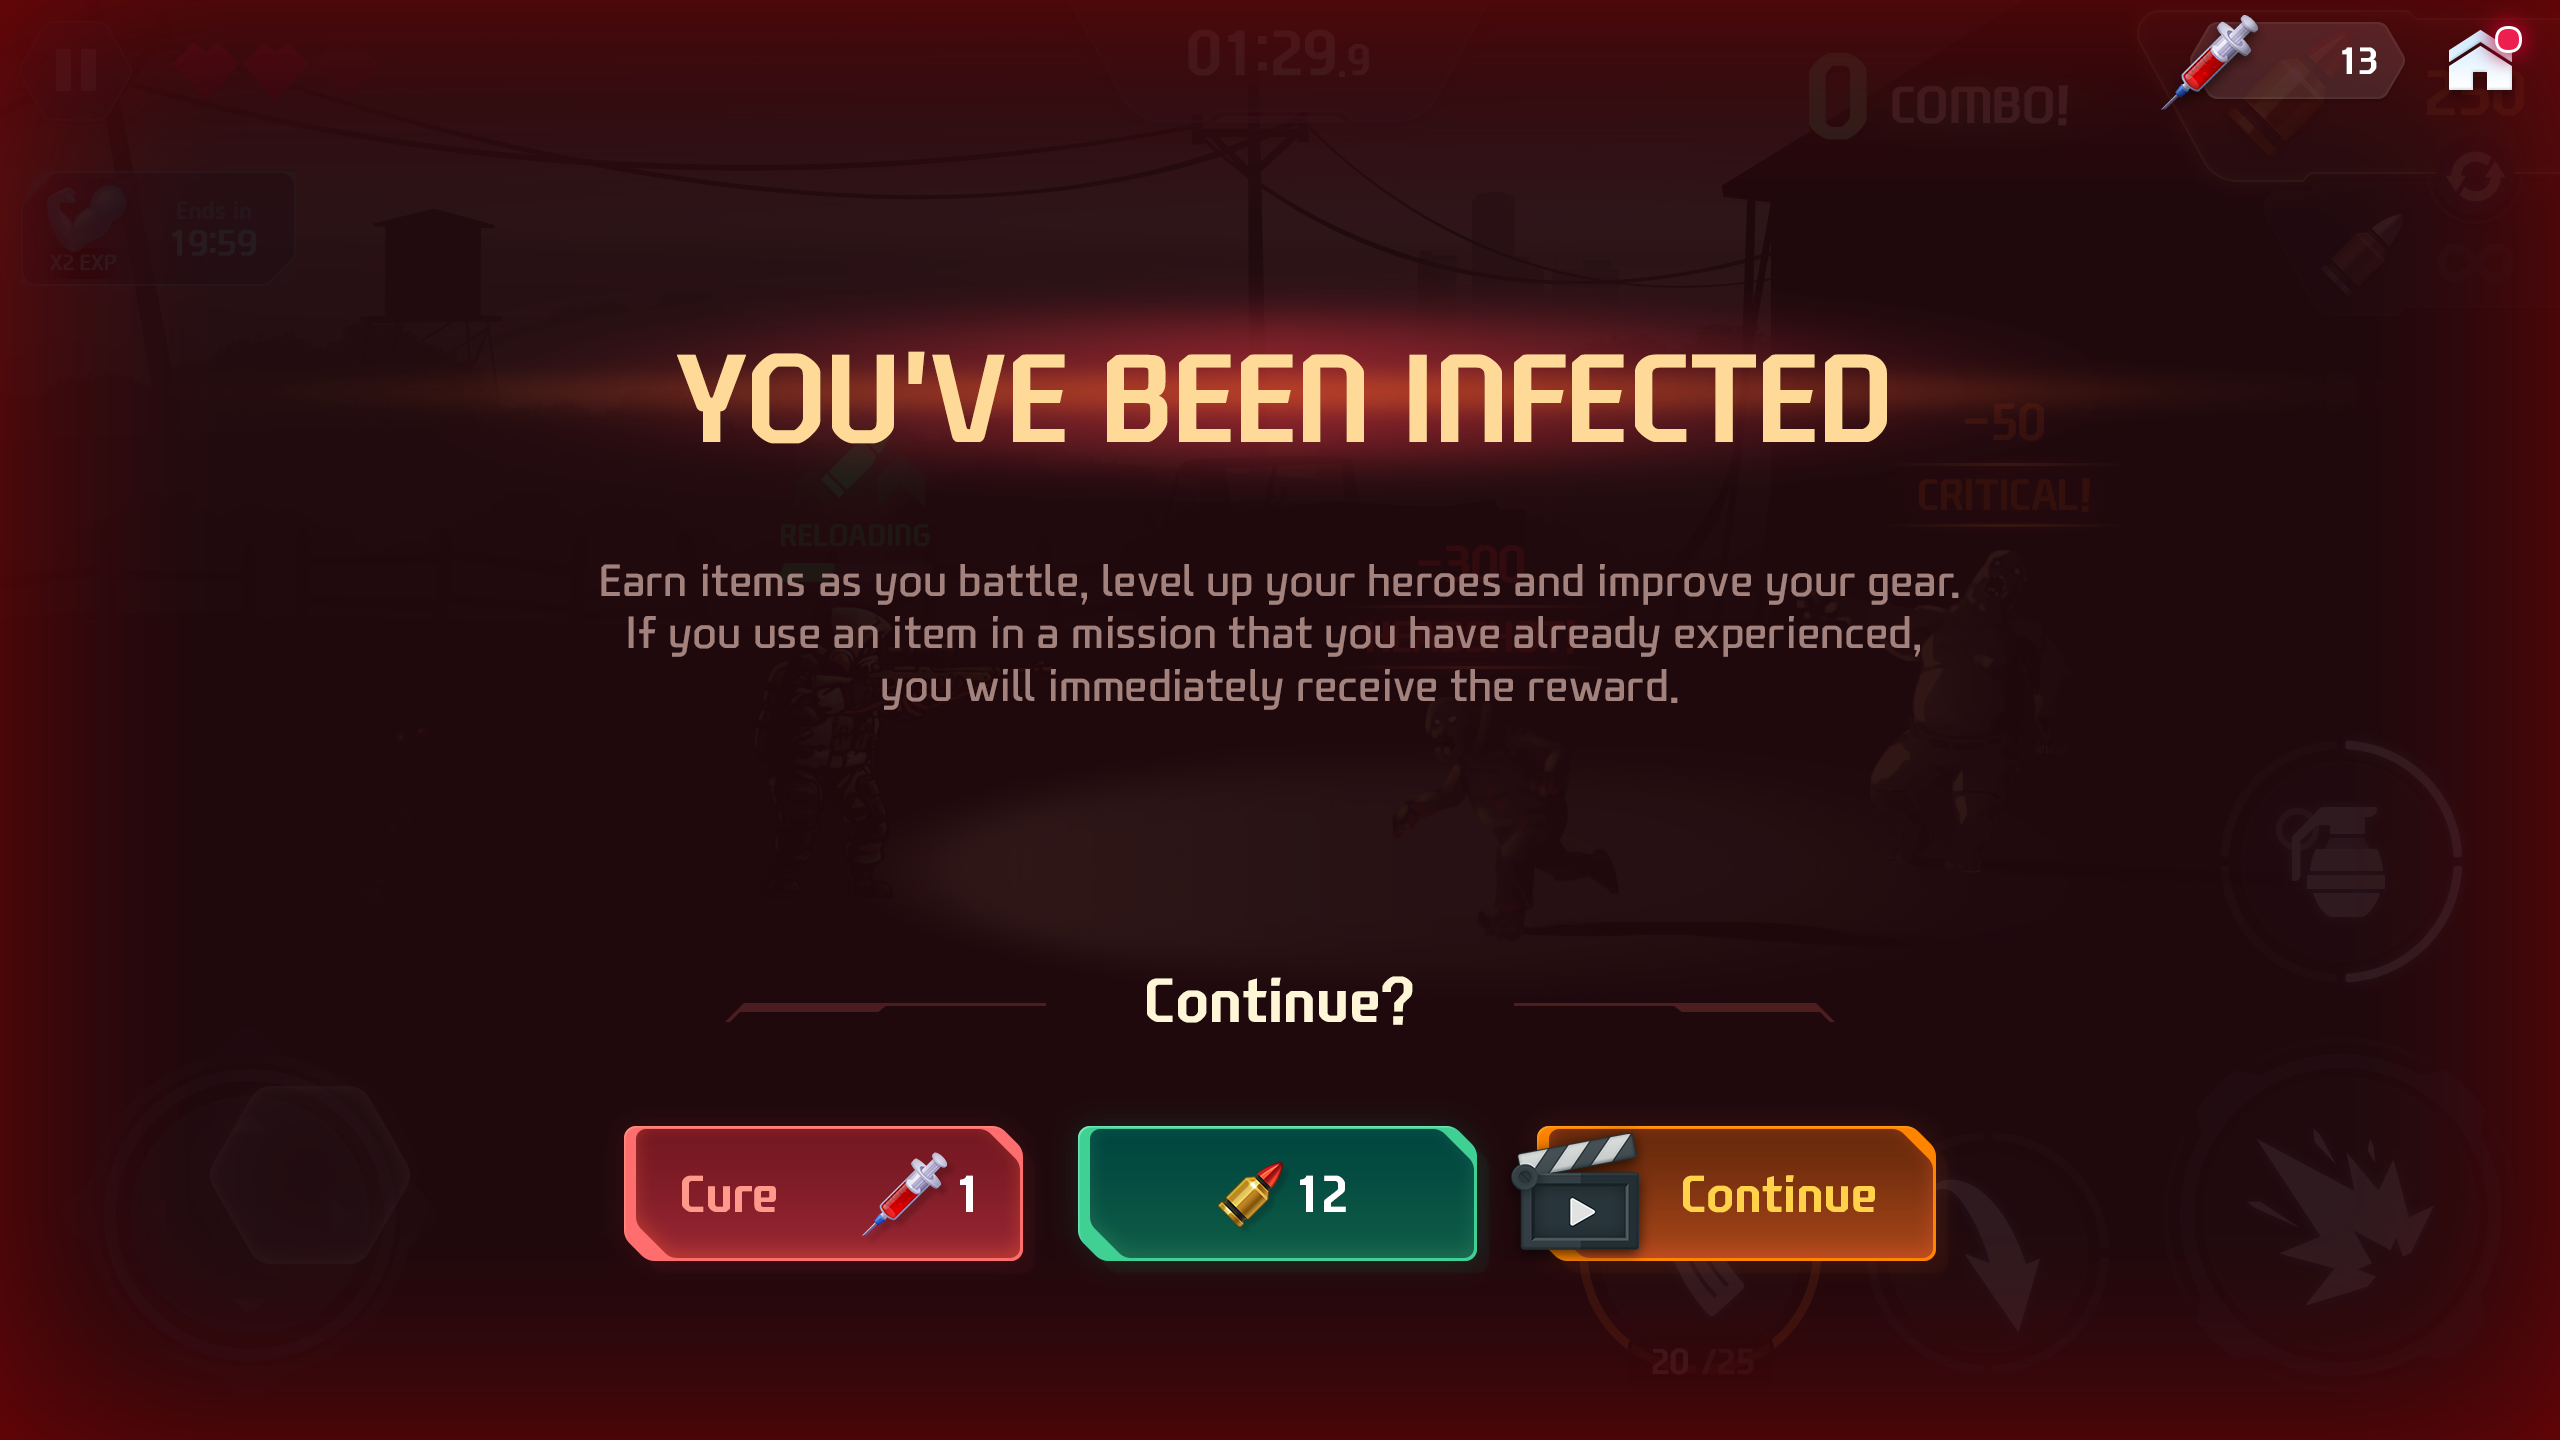 01:29.9
0 COMBO!
13
230
Ends in
19:59
X2 EXP
YOU'VE BEEN INFECTED
-50
CRITICAL!
RELOADING
-300
Earn items as you battle, level up your heroes and improve your gear.
If you use an item in a mission that you have already experienced,
you will immediately receive the reward.
Continue?
Cure 1
12
Continue
20 /25